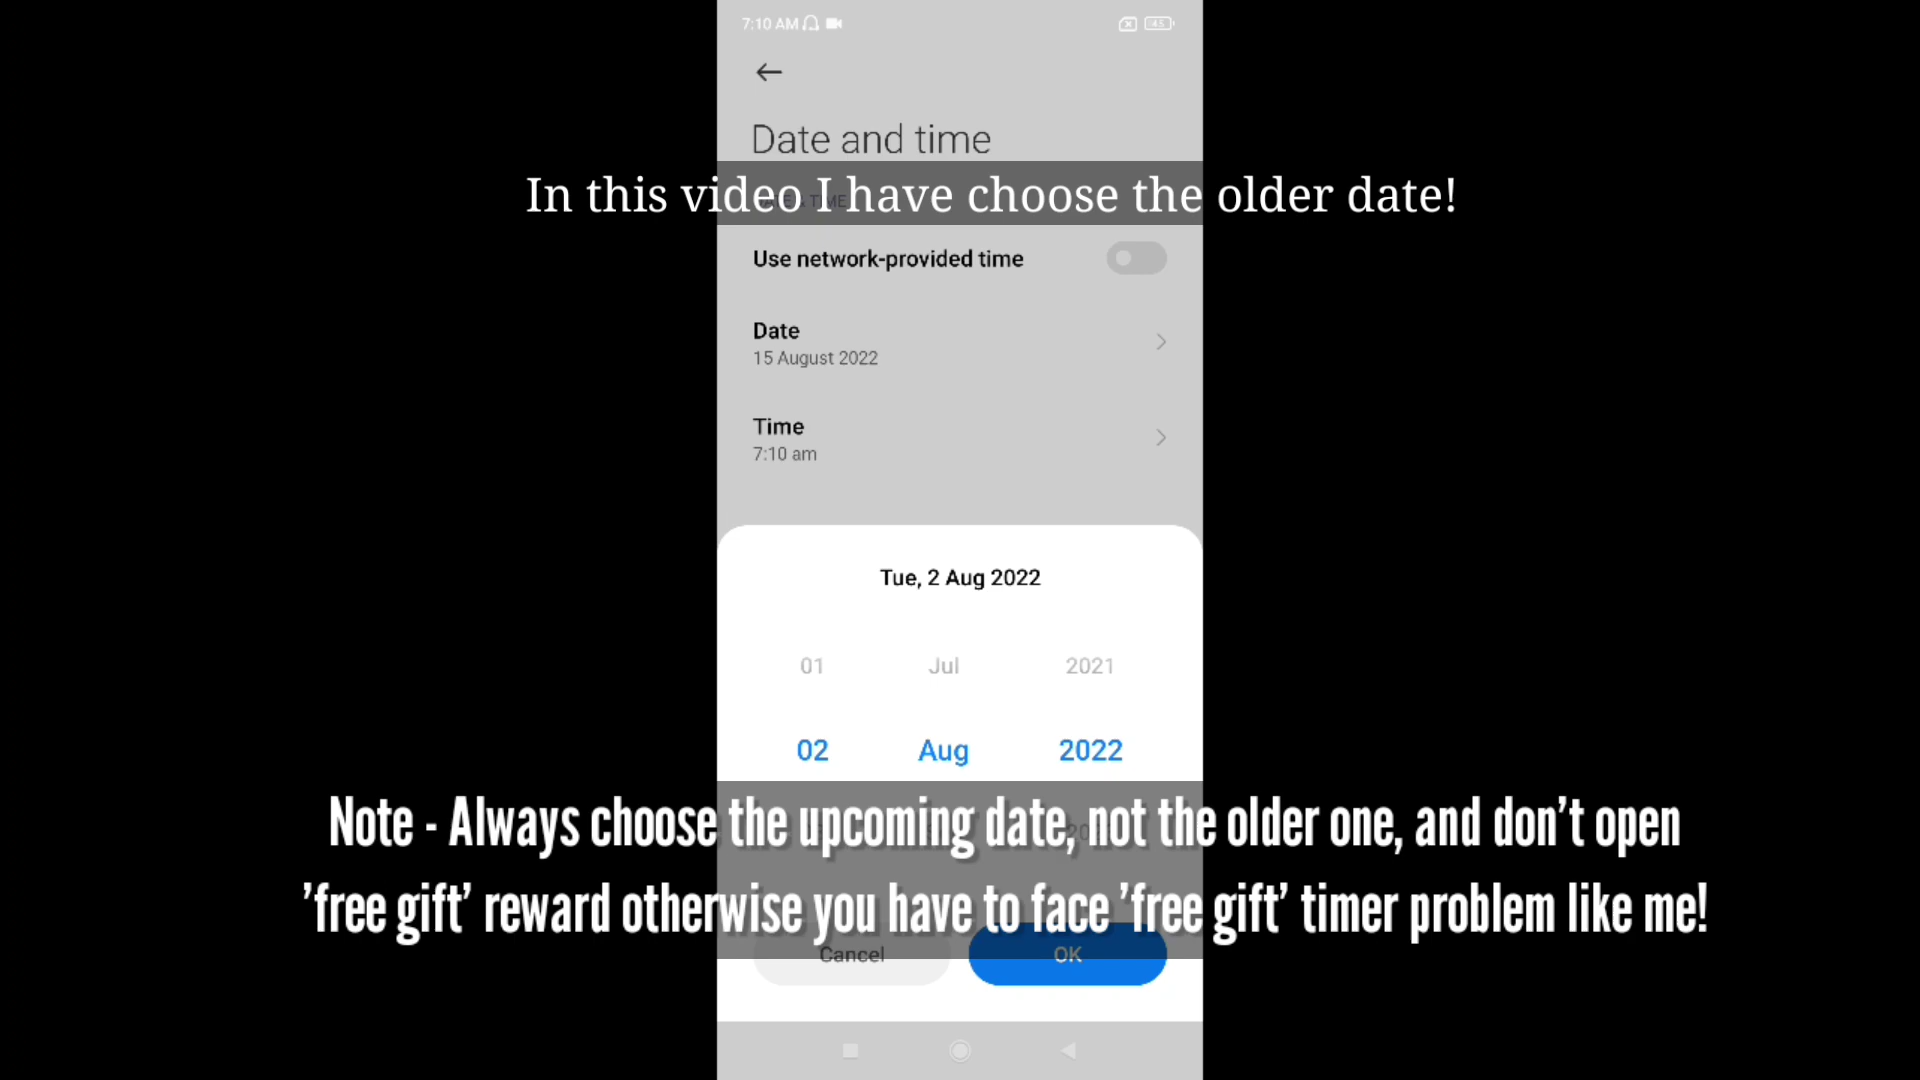 7:10 AM
45
Date and time
In this video I have choose the older date!
Use network-provided time
Date
15 August 2022
Time
7:10 am
Tue, 2 Aug 2022
01 Jul 2021
02 Aug 2022
Note - Always choose the upcoming date, not the older one, and don't open
'free gift' reward otherwise you have to face 'free gift' timer problem like me!
Cancel OK